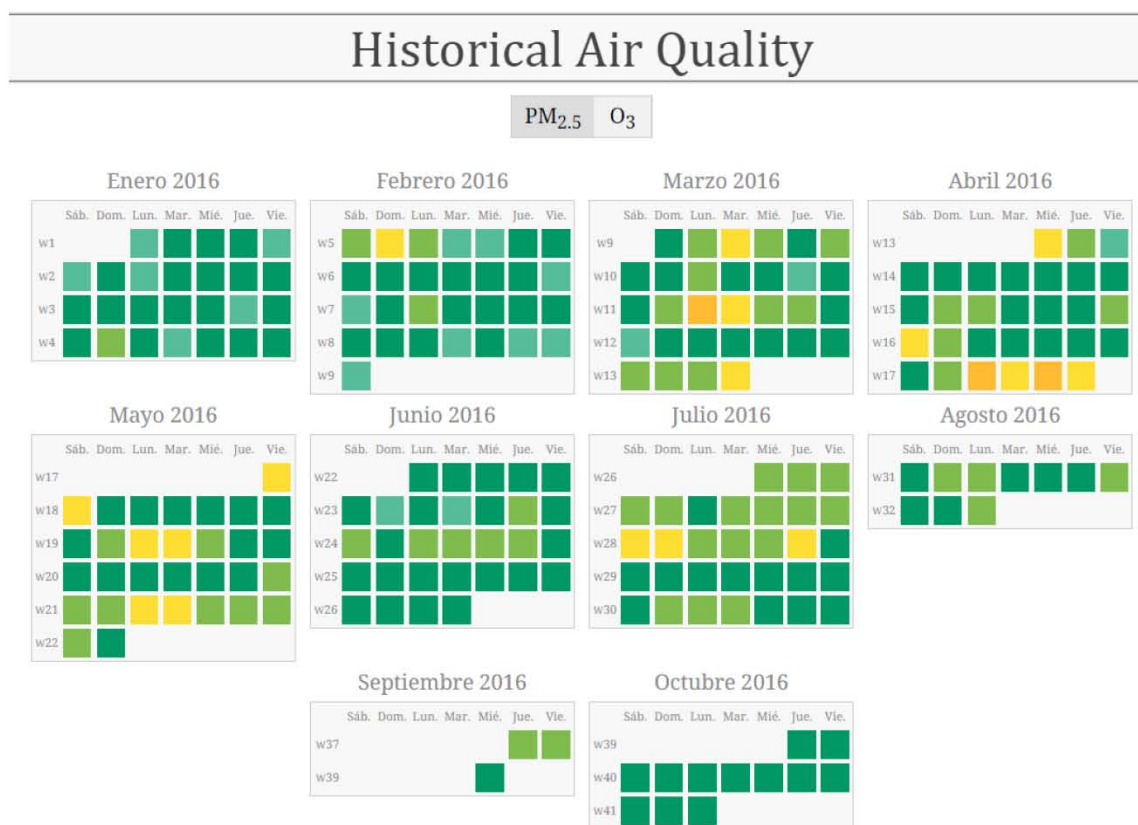 Historical Air Quality
PM2.5 O3
Enero 2016 Febrero 2016 Marzo 2016 Abril 2016
Sáb. Dom. Lun. Mar. Mié. Jue. Vie. Sáb. Dom. Lun. Mar. Mié. Jue. Vie. Sáb. Dom. Lun. Mar. Mié. Jue. Vie. Sáb. Dom. Lun. Mar. Mié. Jue. Vie.
w1 w5 w9 w13
w2 w6 w10 w14
w3 w7 w11 w15
w4 w8 w12 w16
w9 w13 w17
Mayo 2016 Junio 2016 Julio 2016 Agosto 2016
Sáb. Dom. Lun. Mar. Mié. Jue. Vie. Sáb. Dom. Lun. Mar. Mié. Jue. Vie. Sáb. Dom. Lun. Mar. Mié. Jue. Vie. Sáb. Dom. Lun. Mar. Mié. Jue. Vie.
w17 w22 w26 w31
w18 w23 w27 w32
w19 w24 w28
w20 w25 w29
w21 w26 w30
w22
Septiembre 2016 Octubre 2016
Sáb. Dom. Lun. Mar. Mié. Jue. Vie. Sáb. Dom. Lun. Mar. Mié. Jue. Vie.
w37 w39
w39 w40
w41